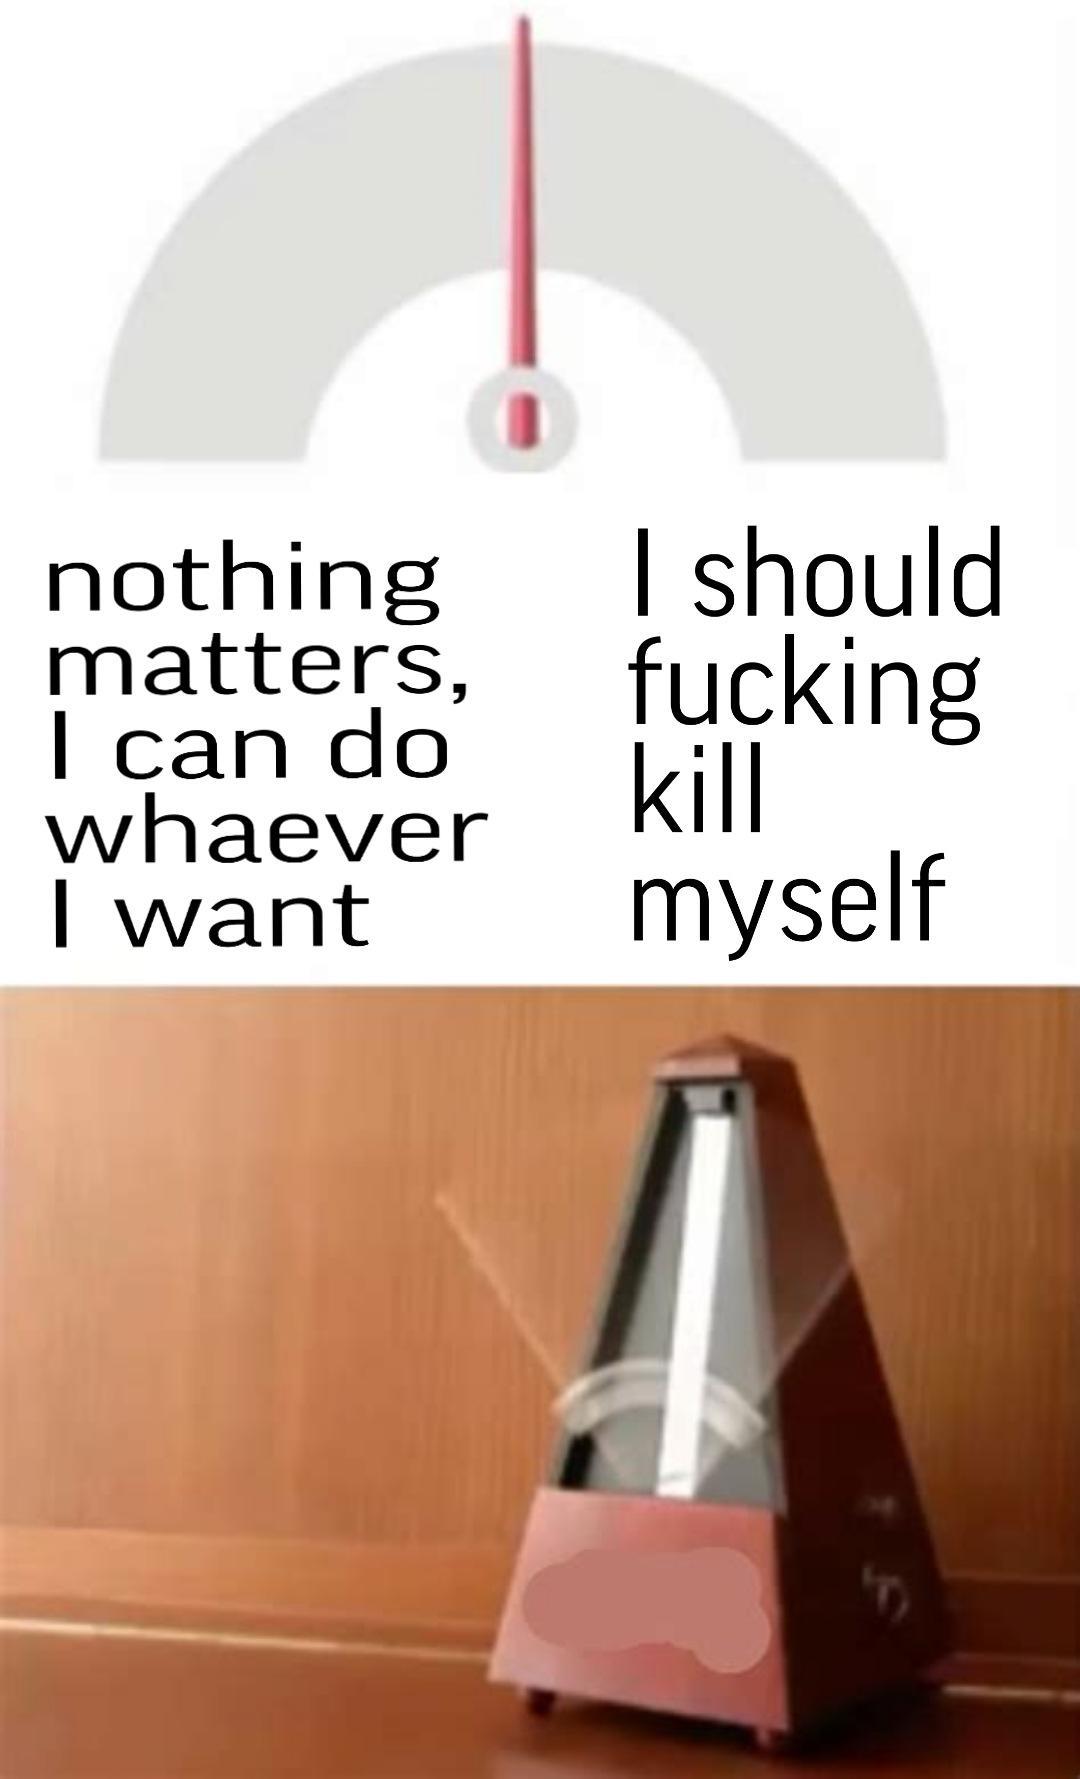 nothing
matters,
I can do
whaever
I want
I should
fucking
kill
myself